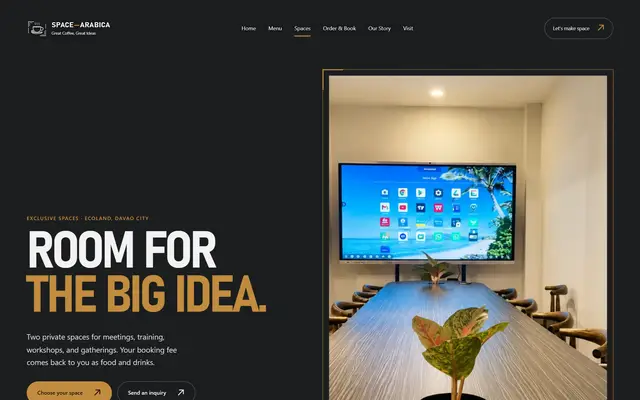 SPACE—ARABICA
Great Coffee, Great Ideas
Home
Menu
Spaces
Order & Book
Our Story
Visit
Let's make space
EXCLUSIVE SPACES · ECOLAND, DAVAO CITY
ROOM FOR
THE BIG IDEA.
Two private spaces for meetings, training,
workshops, and gatherings. Your booking fee
comes back to you as food and drinks.
Choose your space
Send an inquiry